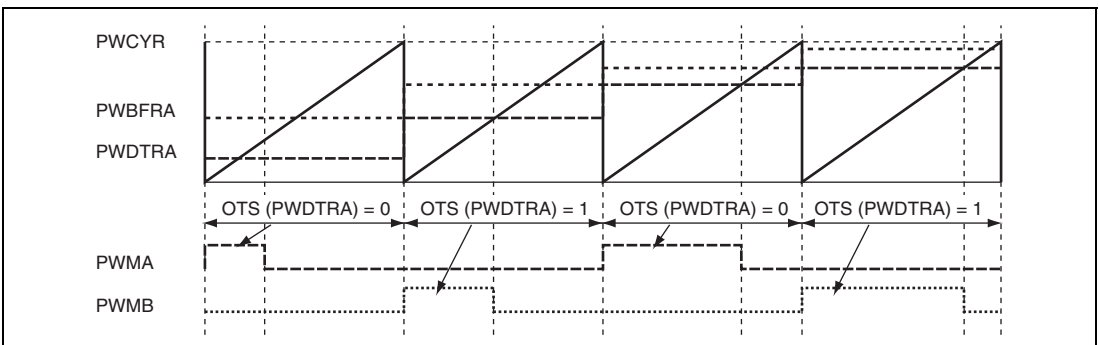 PWCYR
PWBFRA
PWDTRA
OTS (PWDTRA) = 0 OTS (PWDTRA) = 1 OTS (PWDTRA) = 0 OTS (PWDTRA) = 1
PWMA
PWMB